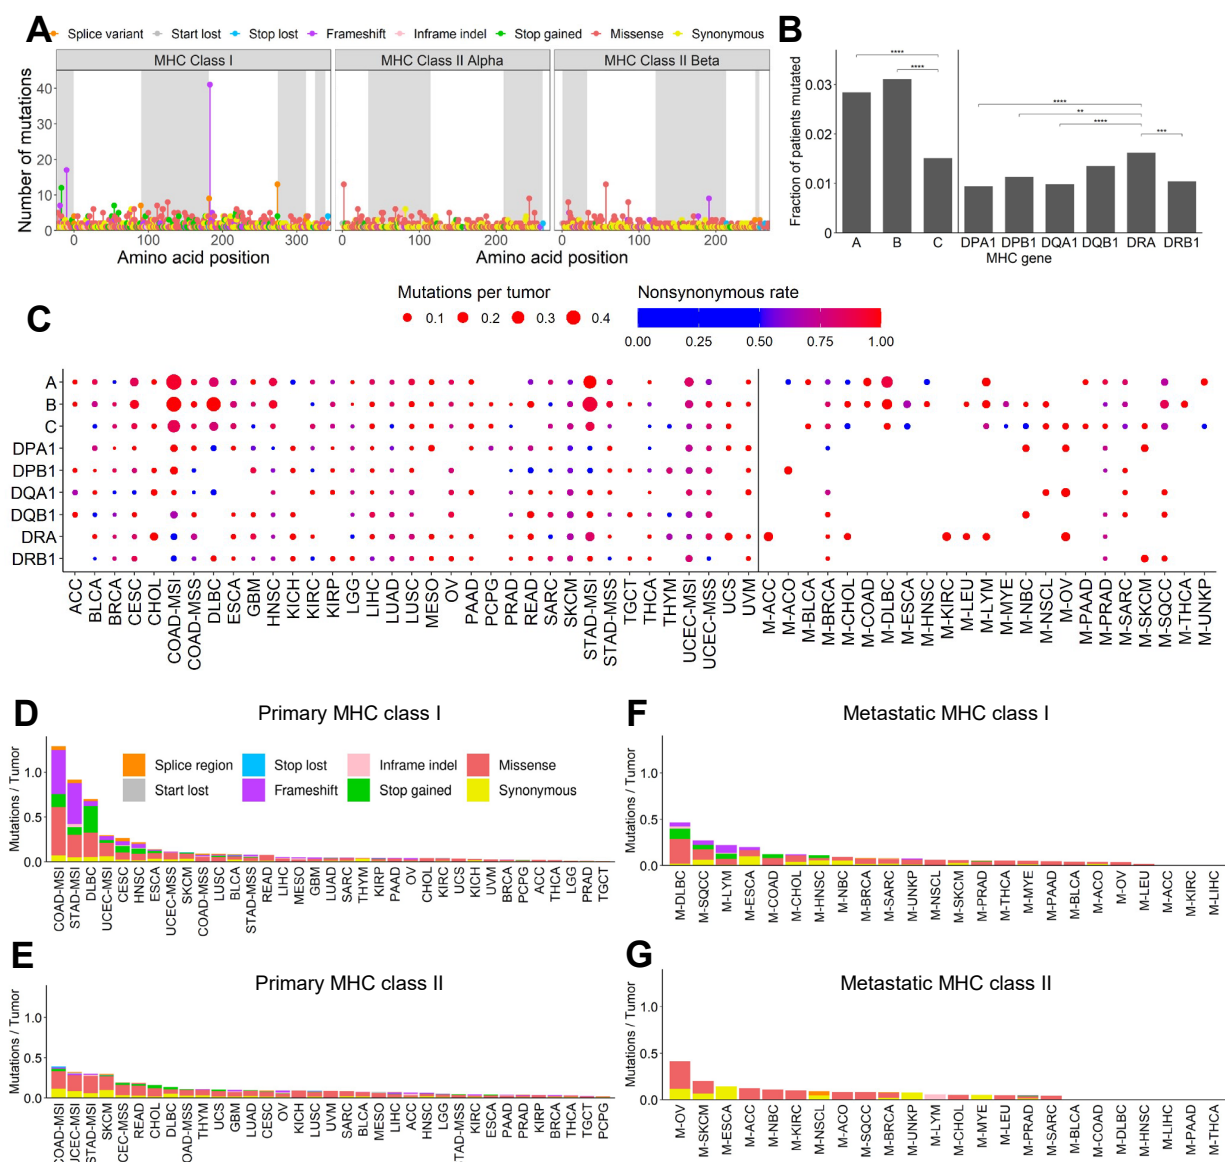 A
Splice variant
Start lost
Stop lost
Frameshift
Inframe indel
Stop gained
Missense
Synonymous
MHC Class I
MHC Class II Alpha
MHC Class II Beta
Number of mutations
40
30
20
10
0
0 100 200 300
0 100 200
0 100 200
Amino acid position
Amino acid position
B
Fraction of patients mutated
0.03
0.02
0.01
0
****
****
****
**
****
***
A B C DPA1 DPB1 DQA1 DQB1 DRA DRB1
MHC gene
C
Mutations per tumor
0.1 0.2 0.3 0.4
Nonsynonymous rate
0.00 0.25 0.50 0.75 1.00
A
B
C
DPA1
DPB1
DQA1
DQB1
DRA
DRB1
ACC
BLCA
BRCA
CESC
CHOL
COAD-MSI
COAD-MSS
DLBC
ESCA
GBM
HNSC
KICH
KIRC
KIRP
LGG
LIHC
LUAD
LUSC
MESO
OV
PAAD
PCPG
PRAD
READ
SARC
SKCM
STAD-MSI
STAD-MSS
TGCT
THCA
THYM
UCEC-MSI
UCEC-MSS
UCS
UVM
M-ACC
M-ACO
M-BLCA
M-BRCA
M-CHOL
M-COAD
M-DLBC
M-ESCA
M-HNSC
M-KIRC
M-LEU
M-LYM
M-MYE
M-NBC
M-NSCL
M-OV
M-PAAD
M-PRAD
M-SARC
M-SKCM
M-SQCC
M-THCA
M-UNKP
D
Primary MHC class I
Mutations / Tumor
1.0
0.5
0.0
Splice region
Stop lost
Inframe indel
Missense
Start lost
Frameshift
Stop gained
Synonymous
COAD-MSI
STAD-MSI
DLBC
UCEC-MSI
CESC
HNSC
ESCA
UCEC-MSS
SKCM
COAD-MSS
LUSC
BLCA
STAD-MSS
READ
LIHC
MESO
GBM
LUAD
SARC
THYM
KIRP
PAAD
OV
CHOL
KIRC
UCS
KICH
UVM
BRCA
PCPG
ACC
THCA
LGG
PRAD
TGCT
F
Metastatic MHC class I
Mutations / Tumor
1.0
0.5
0.0
M-DLBC
M-SQCC
M-LYM
M-ESCA
M-COAD
M-CHOL
M-HNSC
M-NBC
M-BRCA
M-SARC
M-UNKP
M-NSCL
M-SKCM
M-PRAD
M-THCA
M-MYE
M-PAAD
M-BLCA
M-ACO
M-OV
M-LEU
M-ACC
M-KIRC
M-LIHC
E
Primary MHC class II
Mutations / Tumor
1.0
0.5
0.0
COAD-MSI
UCEC-MSI
STAD-MSI
SKCM
UCEC-MSS
READ
CHOL
DLBC
OAD-MSS
THYM
UCS
GBM
LUAD
CESC
OV
KICH
LUSC
UVM
SARC
BLCA
MESO
LIHC
ACC
HNSC
LGG
TAD-MSS
KIRC
ESCA
PAAD
PRAD
KIRP
BRCA
THCA
TGCT
PCPG
G
Metastatic MHC class II
Mutations / Tumor
1.0
0.5
0.0
M-OV
M-SKCM
M-ESCA
M-ACC
M-NBC
M-KIRC
M-NSCL
M-ACO
M-SQCC
M-BRCA
M-UNKP
M-LYM
M-CHOL
M-MYE
M-LEU
M-PRAD
M-SARC
M-BLCA
M-COAD
M-DLBC
M-HNSC
M-LIHC
M-PAAD
M-THCA